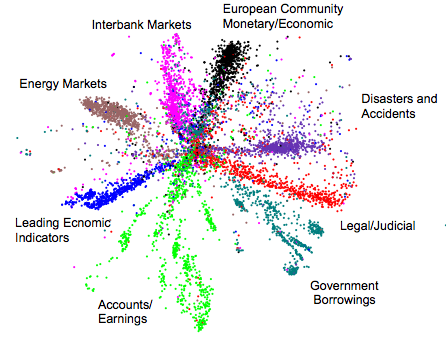 European Community
Interbank Markets
Monetary/Economic
Energy Markets
Disasters and
Accidents
Leading Ecnomic
Indicators
Legal/Judicial
Government
Borrowings
Accounts/
Earnings